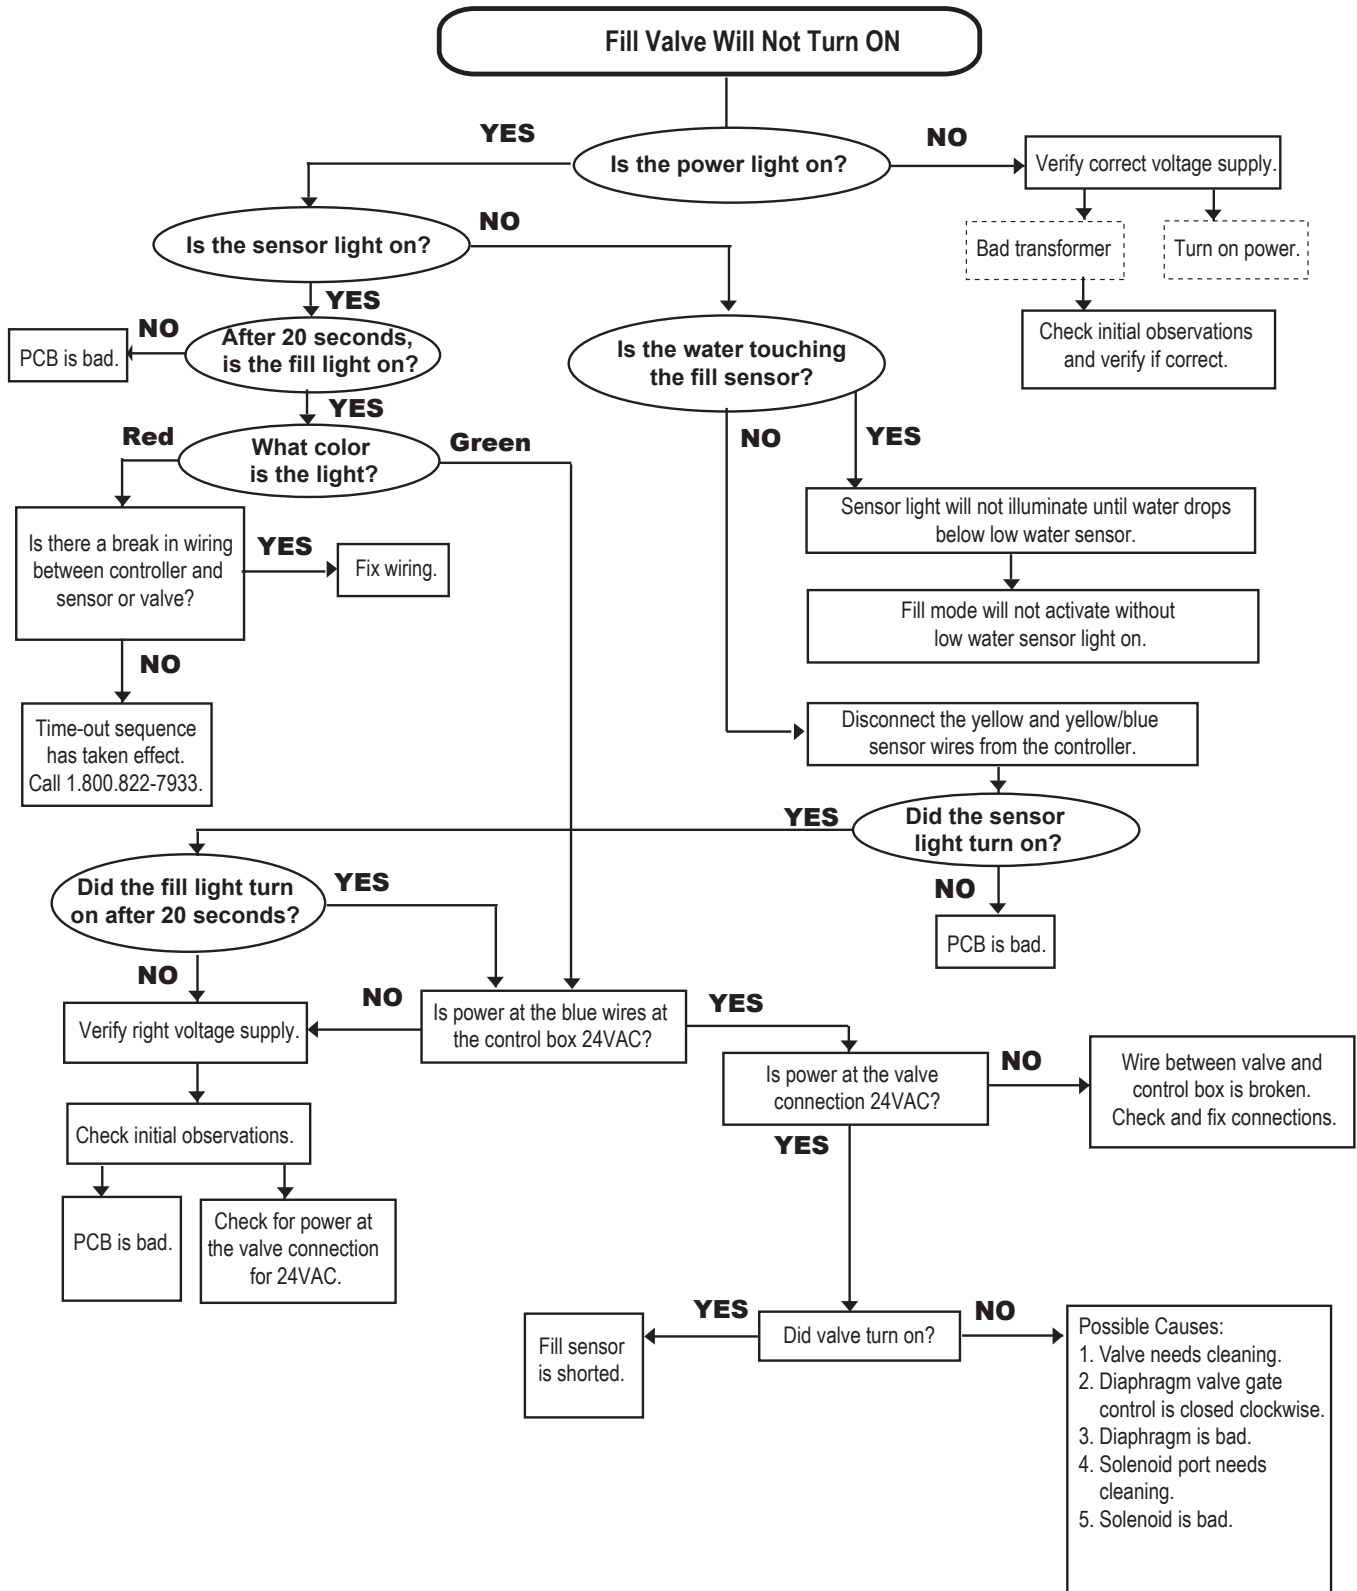 Fill Valve Will Not Turn ON
YES
NO
Is the power light on?
Verify correct voltage supply.
Bad transformer
Turn on power.
Check initial observations
and verify if correct.
Is the sensor light on?
NO
YES
After 20 seconds,
is the fill light on?
NO
PCB is bad.
YES
Is the water touching
the fill sensor?
Red
What color
is the light?
Green
NO
YES
Sensor light will not illuminate until water drops
below low water sensor.
Fill mode will not activate without
low water sensor light on.
Is there a break in wiring
between controller and
sensor or valve?
YES
Fix wiring.
NO
Time-out sequence
has taken effect.
Call 1.800.822-7933.
Disconnect the yellow and yellow/blue
sensor wires from the controller.
YES
Did the sensor
light turn on?
NO
PCB is bad.
Did the fill light turn
on after 20 seconds?
YES
NO
Verify right voltage supply.
NO
Is power at the blue wires at
the control box 24VAC?
YES
Is power at the valve
connection 24VAC?
NO
Wire between valve and
control box is broken.
Check and fix connections.
Check initial observations.
PCB is bad.
Check for power at
the valve connection
for 24VAC.
YES
Did valve turn on?
YES
Fill sensor
is shorted.
NO
Possible Causes:
1. Valve needs cleaning.
2. Diaphragm valve gate
control is closed clockwise.
3. Diaphragm is bad.
4. Solenoid port needs
cleaning.
5. Solenoid is bad.